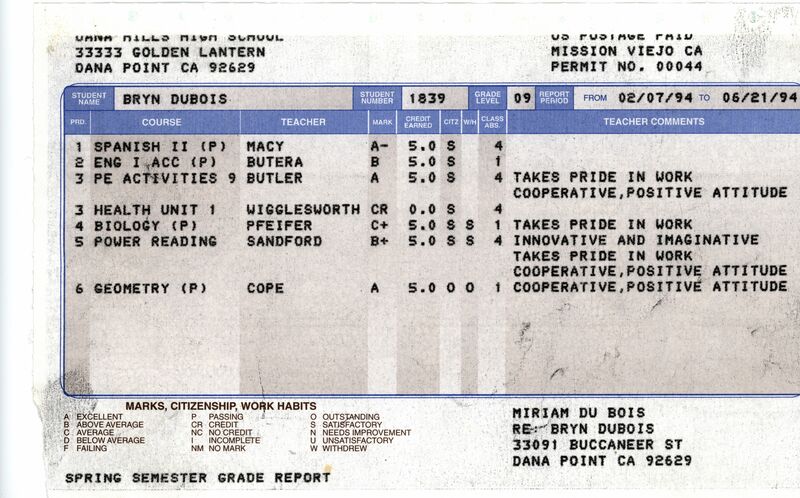 DANA HILLS HIGH SCHOOL
33333 GOLDEN LANTERN
DANA POINT CA 92629
US POSTAGE PAID
MISSION VIEJO CA
PERMIT NO. 00044
STUDENT NAME BRYN DUBOIS STUDENT NUMBER 1839 GRADE LEVEL 09 REPORT PERIOD FROM 02/07/94 TO 06/21/94
PRD. COURSE TEACHER MARK CREDIT EARNED CITZ W/H CLASS ABS. TEACHER COMMENTS
1 SPANISH II (P) MACY A- 5.0 S 4
2 ENG I ACC (P) BUTERA B 5.0 S 1
3 PE ACTIVITIES 9 BUTLER A 5.0 S 4 TAKES PRIDE IN WORK
COOPERATIVE,POSITIVE ATTITUDE
3 HEALTH UNIT 1 WIGGLESWORTH CR 0.0 S 4
4 BIOLOGY (P) PFEIFER C+ 5.0 S S 1 TAKES PRIDE IN WORK
5 POWER READING SANDFORD B+ 5.0 S S 4 INNOVATIVE AND IMAGINATIVE
TAKES PRIDE IN WORK
COOPERATIVE,POSITIVE ATTITUDE
6 GEOMETRY (P) COPE A 5.0 O O 1 COOPERATIVE,POSITIVE ATTITUDE
MARKS, CITIZENSHIP, WORK HABITS
A EXCELLENT P PASSING O OUTSTANDING
B ABOVE AVERAGE CR CREDIT S SATISFACTORY
C AVERAGE NC NO CREDIT N NEEDS IMPROVEMENT
D BELOW AVERAGE I INCOMPLETE U UNSATISFACTORY
F FAILING NM NO MARK W WITHDREW
MIRIAM DU BOIS
RE: BRYN DUBOIS
33091 BUCCANEER ST
DANA POINT CA 92629
SPRING SEMESTER GRADE REPORT